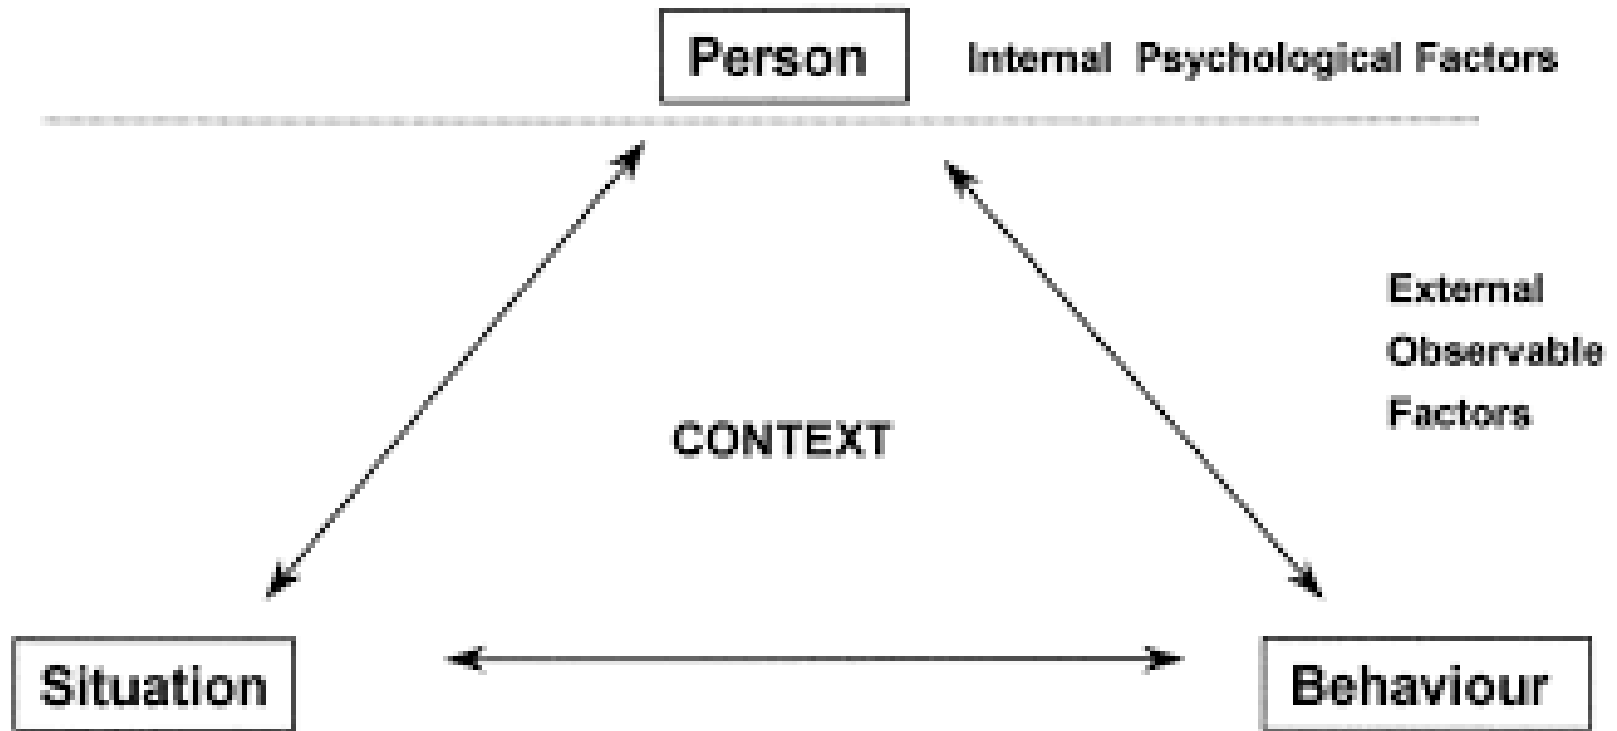 Person
Internal Psychological Factors
External
Observable
Factors
CONTEXT
Situation
Behaviour